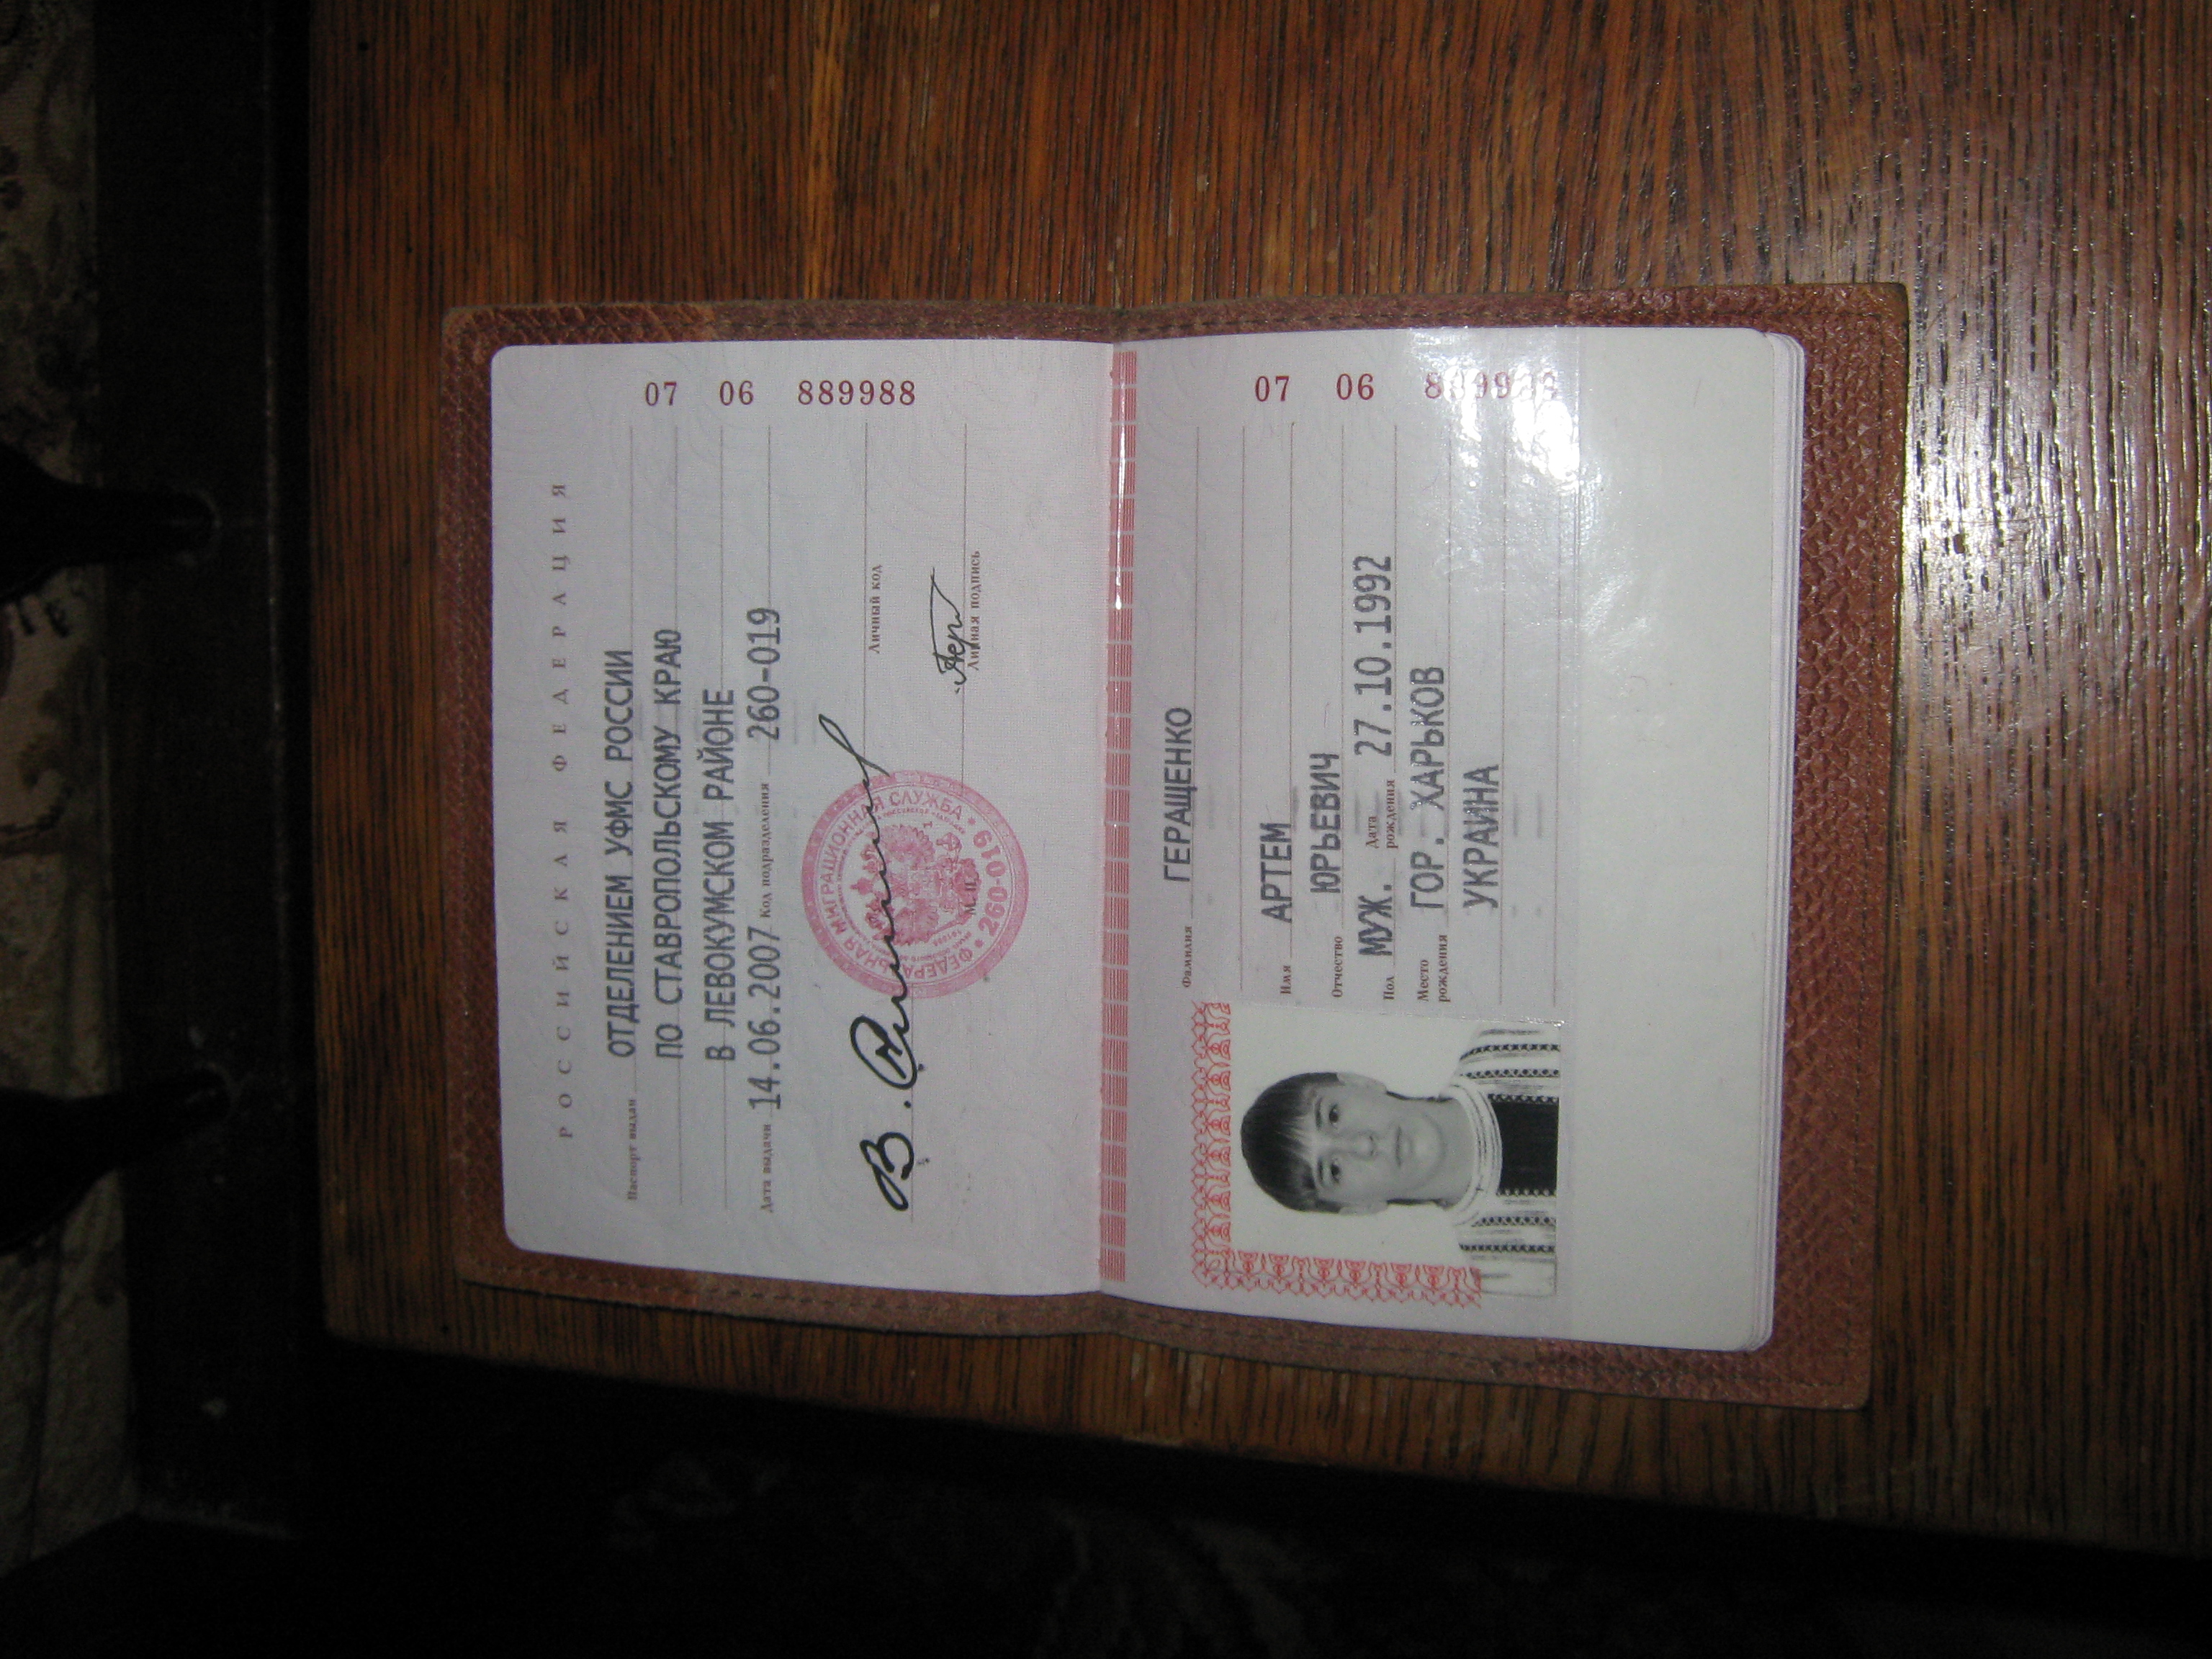 РОССИЙСКАЯ ФЕДЕРАЦИЯ
Паспорт выдан ОТДЕЛЕНИЕМ УФМС РОССИИ
ПО СТАВРОПОЛЬСКОМУ КРАЮ
В ЛЕВОКУМСКОМ РАЙОНЕ
Дата выдачи 14.06.2007 Код подразделения 260-019
Личный код
Личная подпись
М.П.
ФЕДЕРАЛЬНАЯ МИГРАЦИОННАЯ СЛУЖБА • 260-019 •
07 06 889988
Фамилия ГЕРАЩЕНКО
Имя АРТЕМ
Отчество ЮРЬЕВИЧ
Пол МУЖ. Дата рождения 27.10.1992
Место рождения ГОР. ХАРЬКОВ
УКРАИНА
07 06 889988